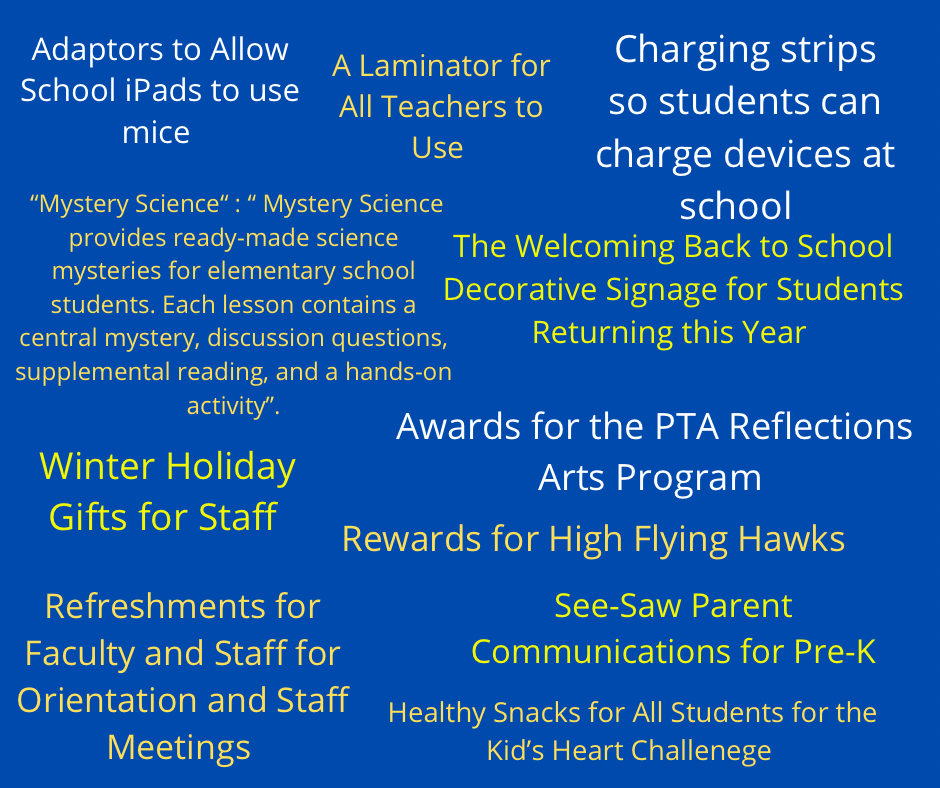 Adaptors to Allow
School iPads to use
mice
A Laminator for
All Teachers to
Use
Charging strips
so students can
charge devices at
school
“Mystery Science“ : “ Mystery Science
provides ready-made science
mysteries for elementary school
students. Each lesson contains a
central mystery, discussion questions,
supplemental reading, and a hands-on
activity”.
The Welcoming Back to School
Decorative Signage for Students
Returning this Year
Awards for the PTA Reflections
Arts Program
Winter Holiday
Gifts for Staff
Rewards for High Flying Hawks
Refreshments for
Faculty and Staff for
Orientation and Staff
Meetings
See-Saw Parent
Communications for Pre-K
Healthy Snacks for All Students for the
Kid’s Heart Challenege